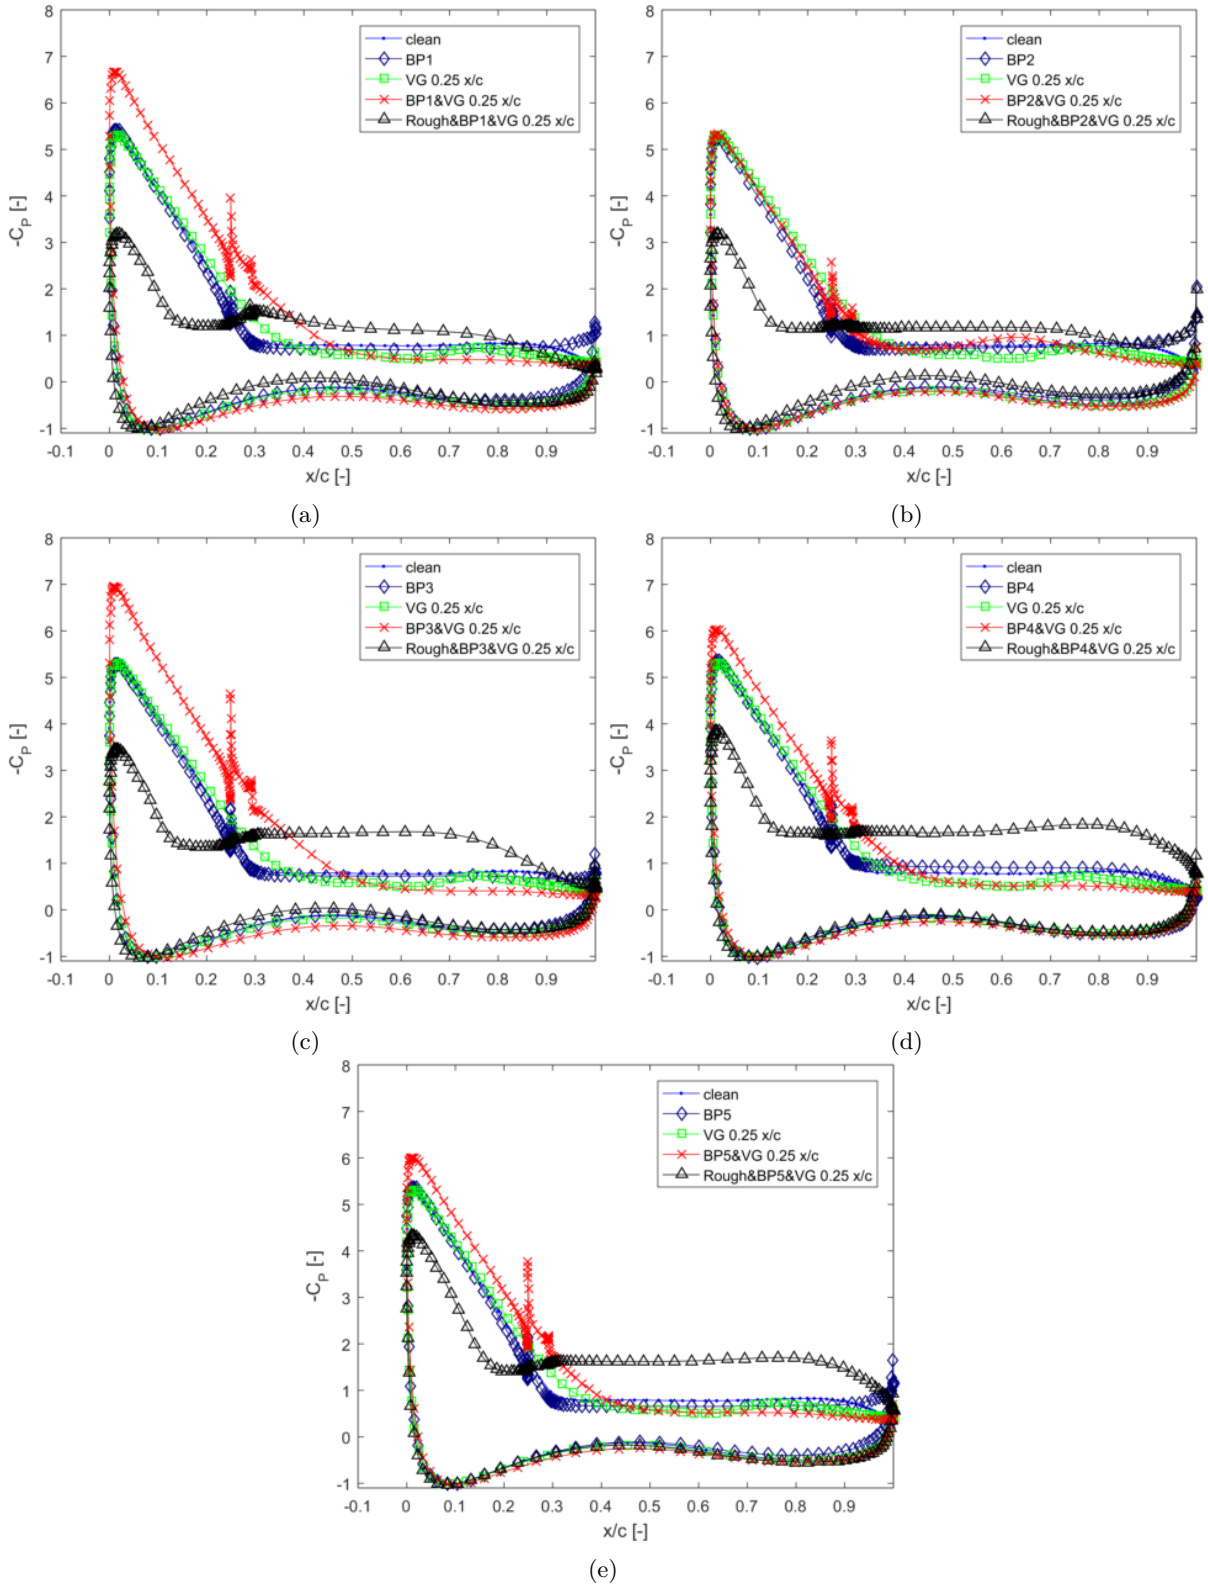 8
7
6
5
4
3
2
1
0
-1
-C_P [-]
-0.1 0 0.1 0.2 0.3 0.4 0.5 0.6 0.7 0.8 0.9
x/c [-]
clean
BP1
VG 0.25 x/c
BP1&VG 0.25 x/c
Rough&BP1&VG 0.25 x/c
(a)
8
7
6
5
4
3
2
1
0
-1
-C_P [-]
-0.1 0 0.1 0.2 0.3 0.4 0.5 0.6 0.7 0.8 0.9
x/c [-]
clean
BP2
VG 0.25 x/c
BP2&VG 0.25 x/c
Rough&BP2&VG 0.25 x/c
(b)
8
7
6
5
4
3
2
1
0
-1
-C_P [-]
-0.1 0 0.1 0.2 0.3 0.4 0.5 0.6 0.7 0.8 0.9
x/c [-]
clean
BP3
VG 0.25 x/c
BP3&VG 0.25 x/c
Rough&BP3&VG 0.25 x/c
(c)
8
7
6
5
4
3
2
1
0
-1
-C_P [-]
-0.1 0 0.1 0.2 0.3 0.4 0.5 0.6 0.7 0.8 0.9
x/c [-]
clean
BP4
VG 0.25 x/c
BP4&VG 0.25 x/c
Rough&BP4&VG 0.25 x/c
(d)
8
7
6
5
4
3
2
1
0
-1
-C_P [-]
-0.1 0 0.1 0.2 0.3 0.4 0.5 0.6 0.7 0.8 0.9
x/c [-]
clean
BP5
VG 0.25 x/c
BP5&VG 0.25 x/c
Rough&BP5&VG 0.25 x/c
(e)